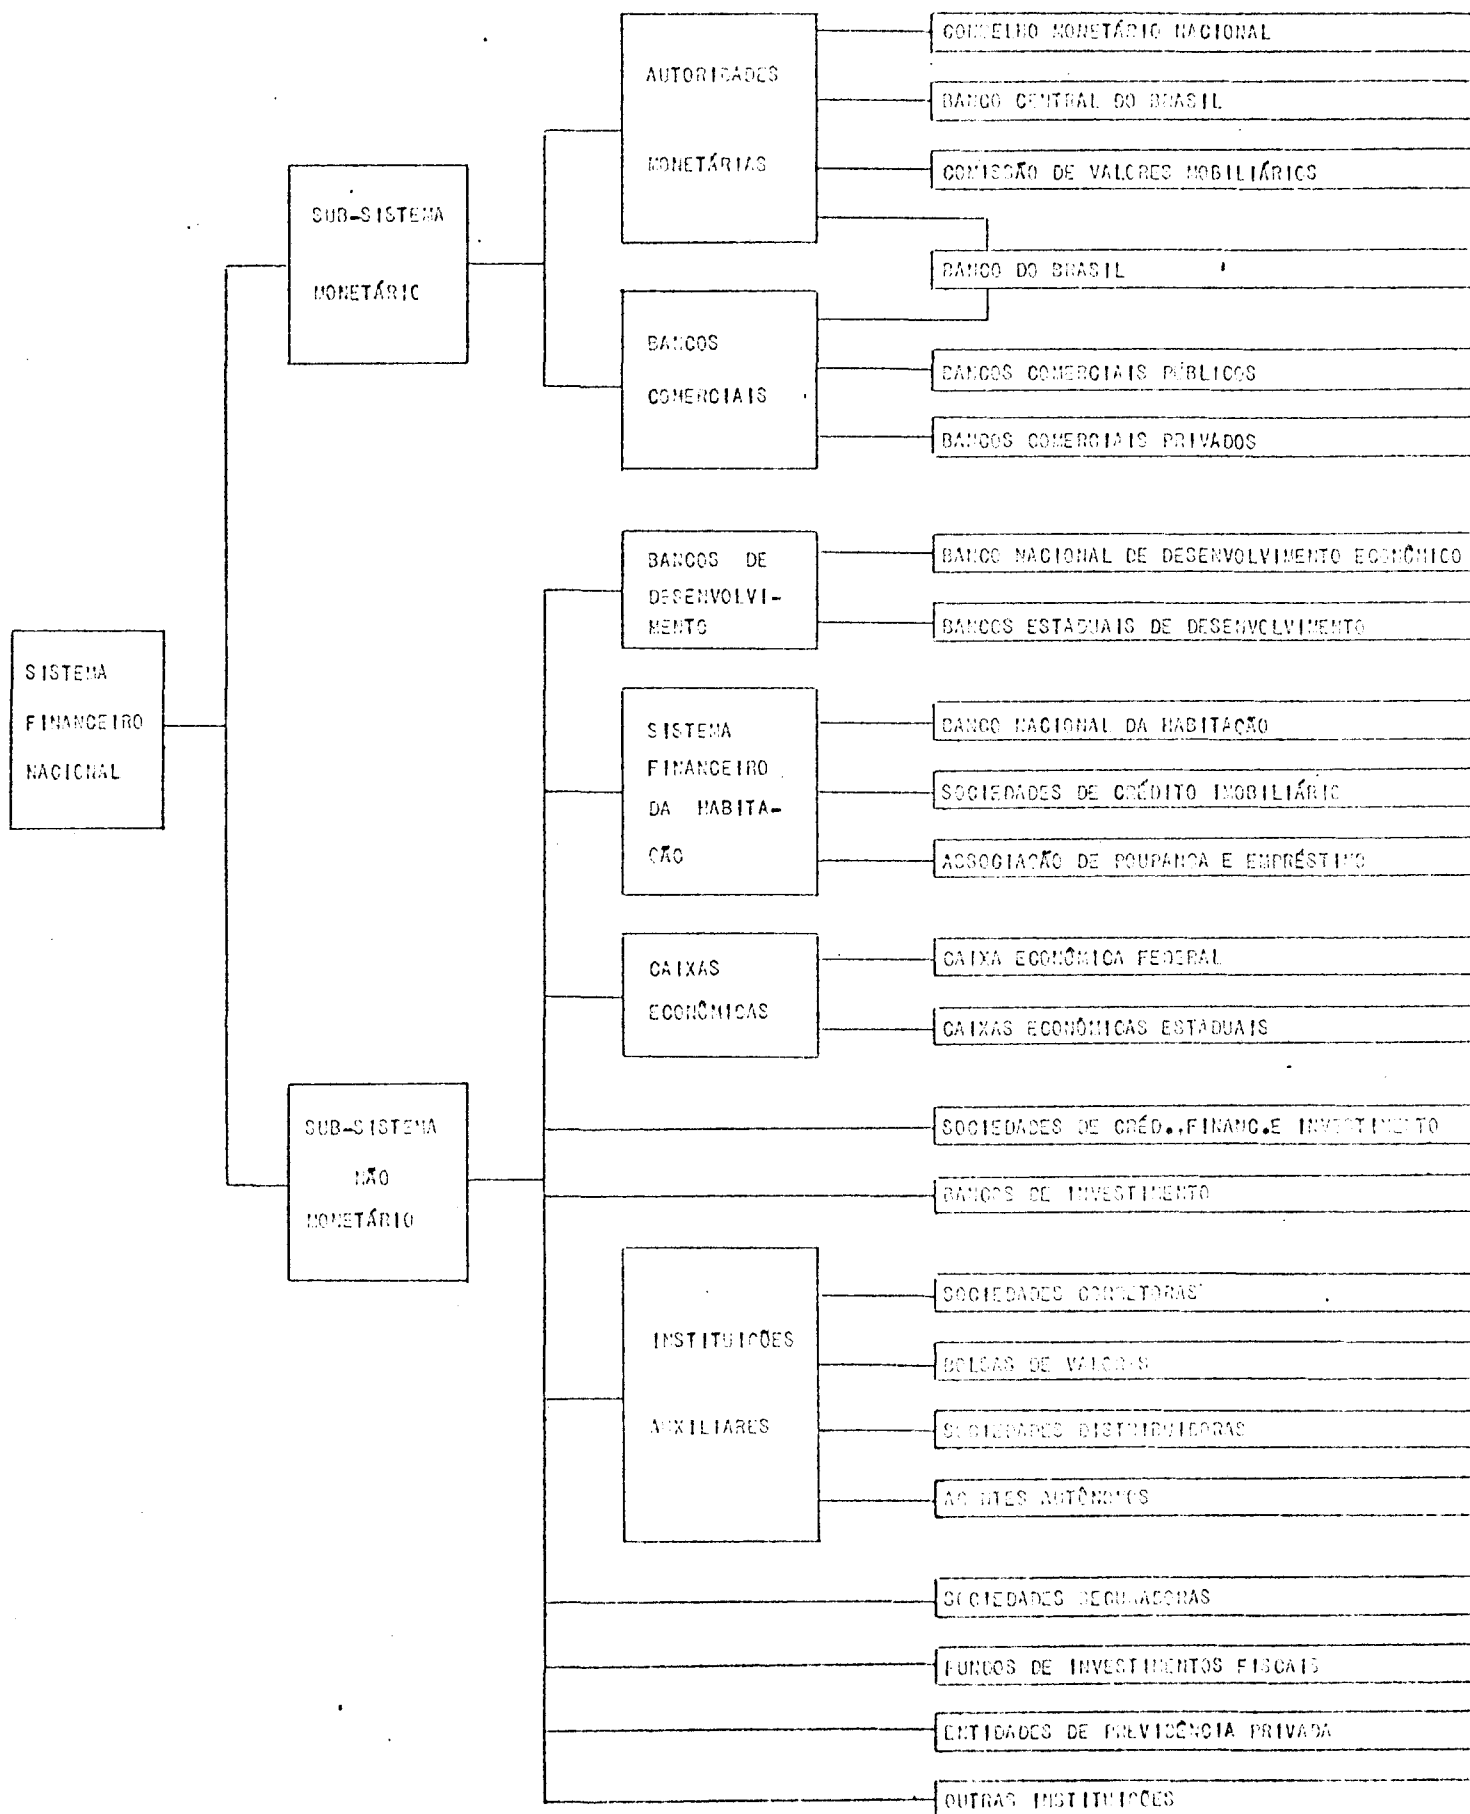 SISTEMA
FINANCEIRO
NACIONAL
SUB-SISTEMA
MONETÁRIO
AUTORIDADES
MONETÁRIAS
CONSELHO MONETÁRIO NACIONAL
BANCO CENTRAL DO BRASIL
COMISSÃO DE VALORES MOBILIÁRIOS
BANCO DO BRASIL
BANCOS
COMERCIAIS
BANCOS COMERCIAIS PÚBLICOS
BANCOS COMERCIAIS PRIVADOS
SUB-SISTEMA
NÃO
MONETÁRIO
BANCOS DE
DESENVOLVI-
MENTO
BANCO NACIONAL DE DESENVOLVIMENTO ECONÔMICO
BANCOS ESTADUAIS DE DESENVOLVIMENTO
SISTEMA
FINANCEIRO
DA HABITA-
ÇÃO
BANCO NACIONAL DA HABITAÇÃO
SOCIEDADES DE CRÉDITO IMOBILIÁRIO
ASSOCIAÇÃO DE POUPANÇA E EMPRÉSTIMO
CAIXAS
ECONÔMICAS
CAIXA ECONÔMICA FEDERAL
CAIXAS ECONÔMICAS ESTADUAIS
SOCIEDADES DE CRÉD.,FINANC.E INVESTIMENTO
BANCOS DE INVESTIMENTO
INSTITUIÇÕES
AUXILIARES
SOCIEDADES CORRETORAS
BOLSAS DE VALORES
SOCIEDADES DISTRIBUIDORAS
AGENTES AUTÔNOMOS
SOCIEDADES SEGURADORAS
FUNDOS DE INVESTIMENTOS FISCAIS
ENTIDADES DE PREVIDÊNCIA PRIVADA
OUTRAS INSTITUIÇÕES